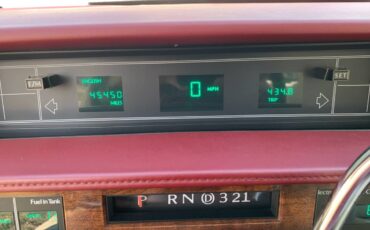 E/M
ENGLISH
45450
MILES
0 MPH
434.8
TRIP
SET
Fuel in Tank
P R N D 3 2 1